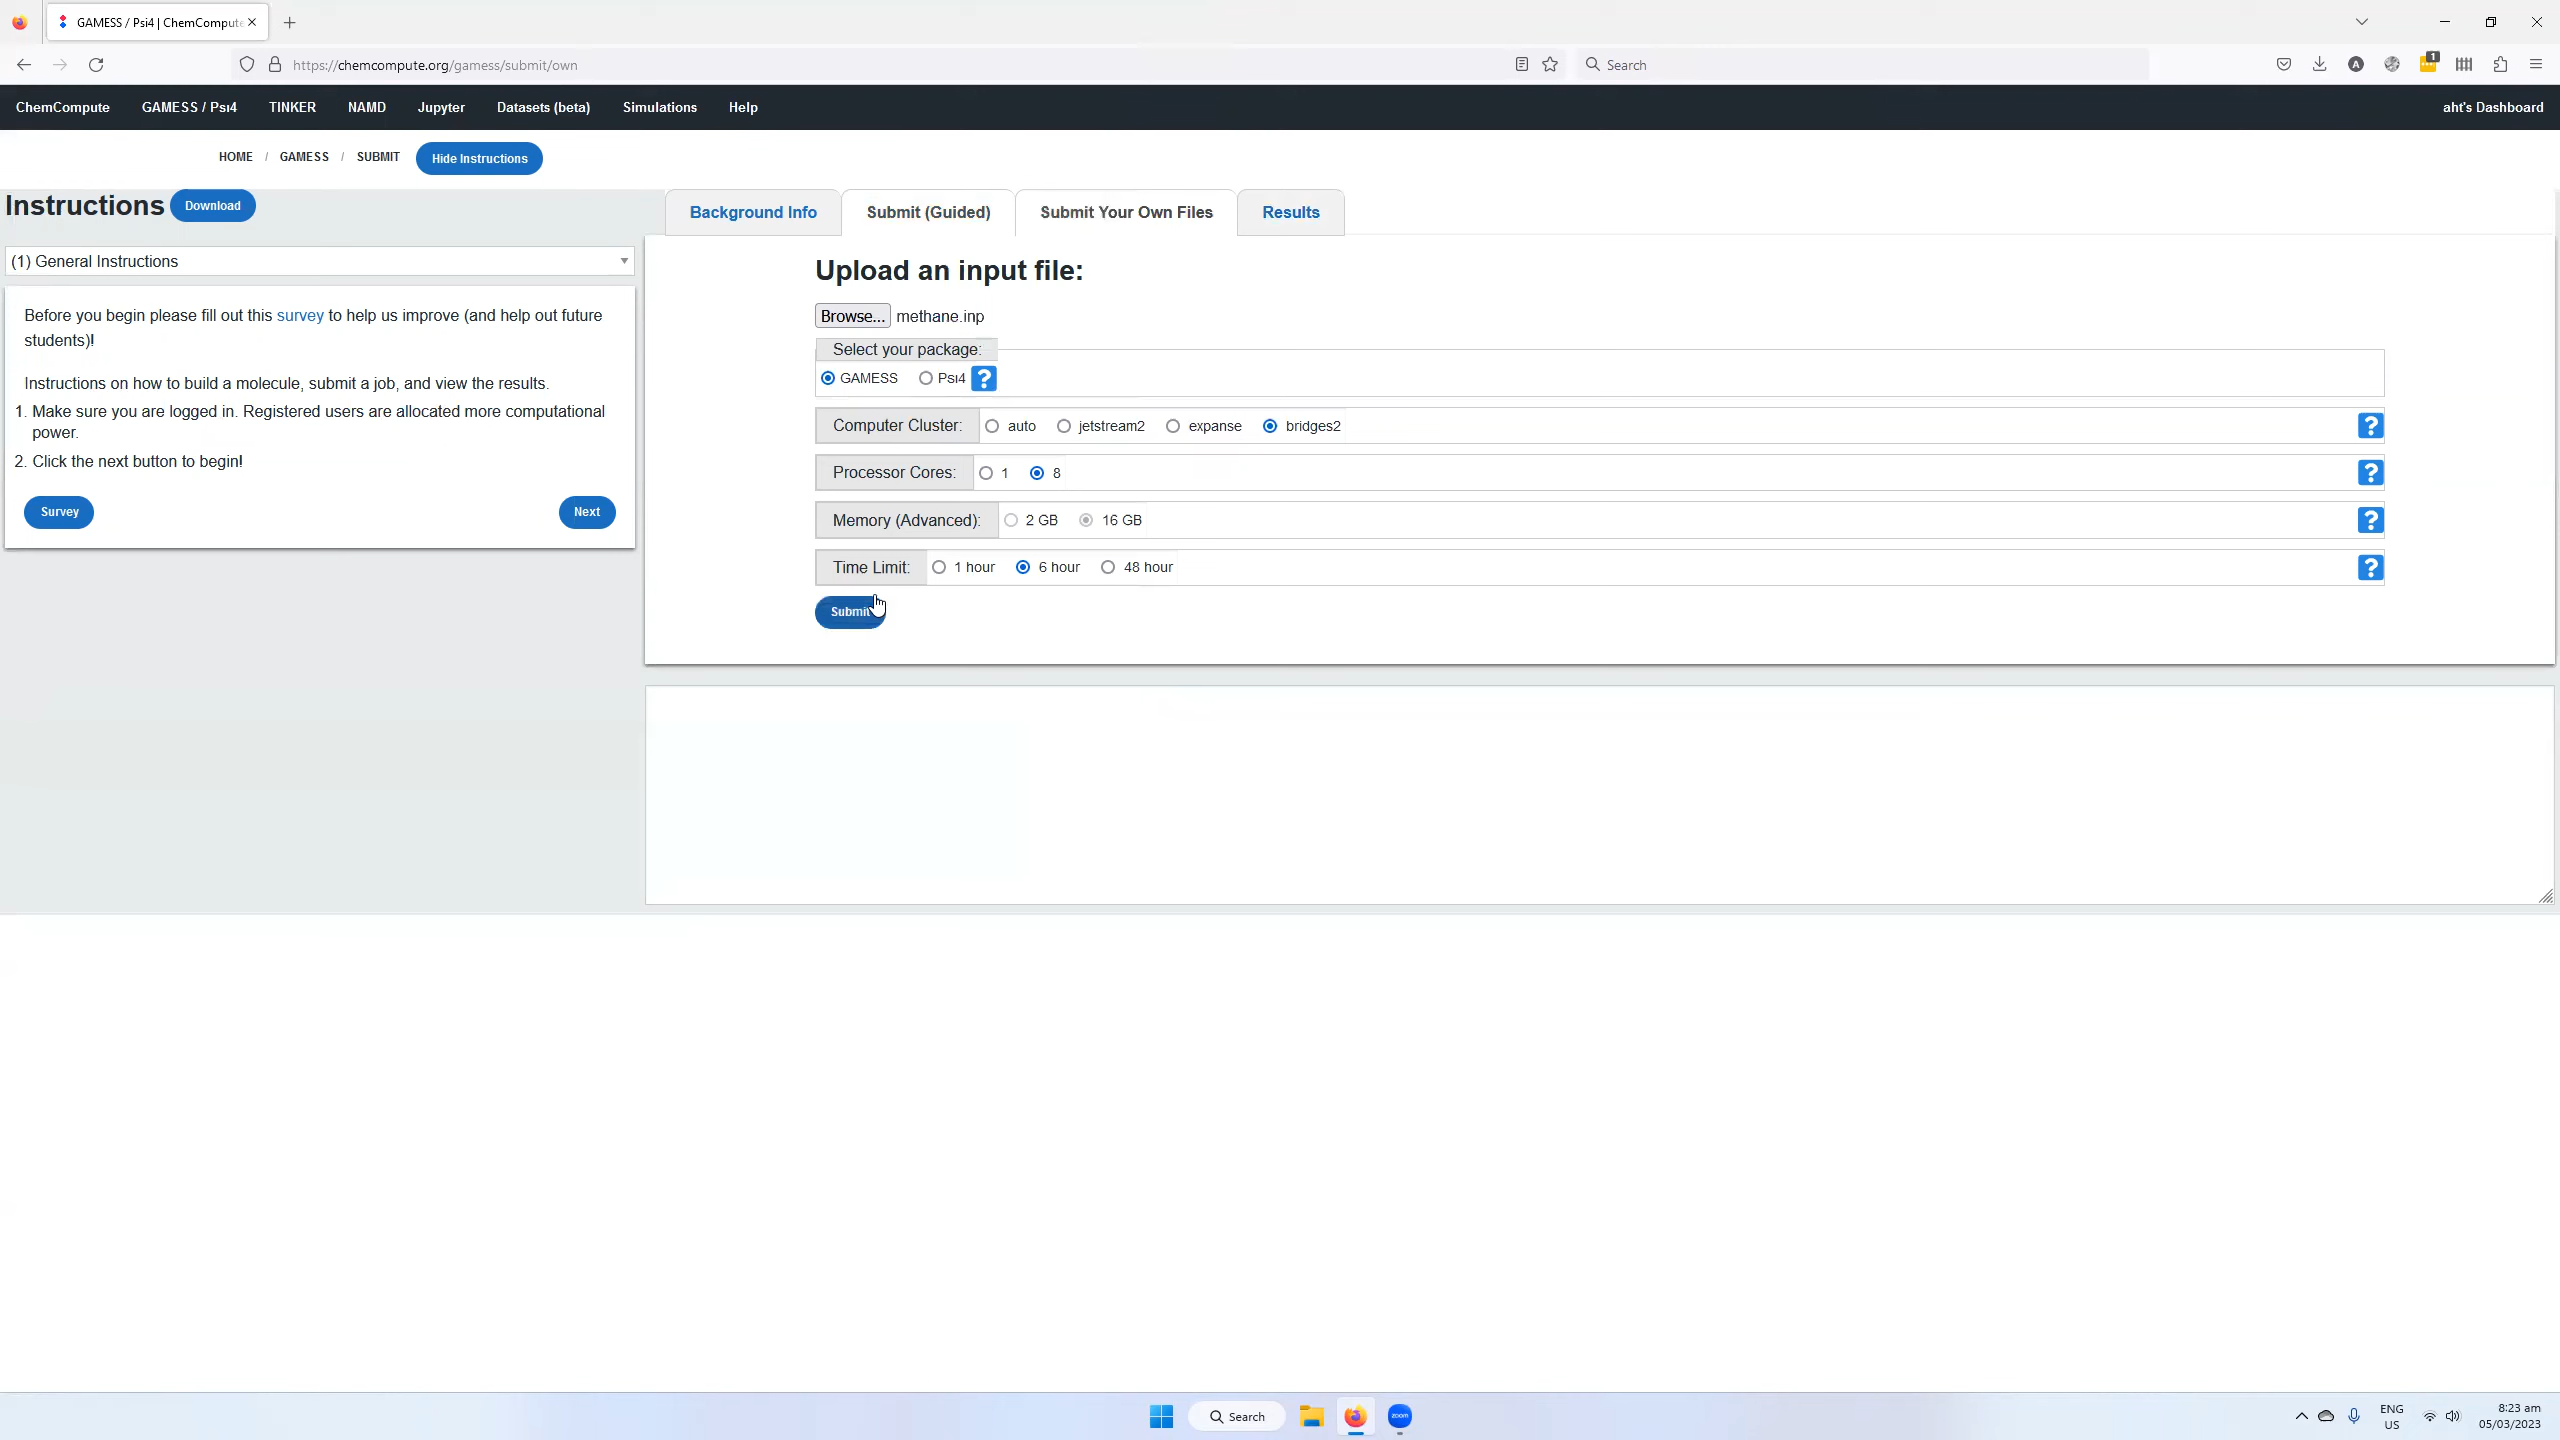 GAMESS / Psi4 | ChemCompute
https://chemcompute.org/gamess/submit/own
Search
1
ChemCompute GAMESS / Psi4 TINKER NAMD Jupyter Datasets (beta) Simulations Help aht's Dashboard
HOME / GAMESS / SUBMIT Hide Instructions
Instructions Download
Background Info Submit (Guided) Submit Your Own Files Results
(1) General Instructions
Before you begin please fill out this survey to help us improve (and help out future
students)!
Instructions on how to build a molecule, submit a job, and view the results.
1. Make sure you are logged in. Registered users are allocated more computational
power.
2. Click the next button to begin!
Survey Next
Upload an input file:
Browse... methane.inp
Select your package:
GAMESS Psi4 ?
Computer Cluster: auto jetstream2 expanse bridges2 ?
Processor Cores: 1 8 ?
Memory (Advanced): 2 GB 16 GB ?
Time Limit: 1 hour 6 hour 48 hour ?
Submit
Search
zoom
ENG
US
8:23 am
05/03/2023